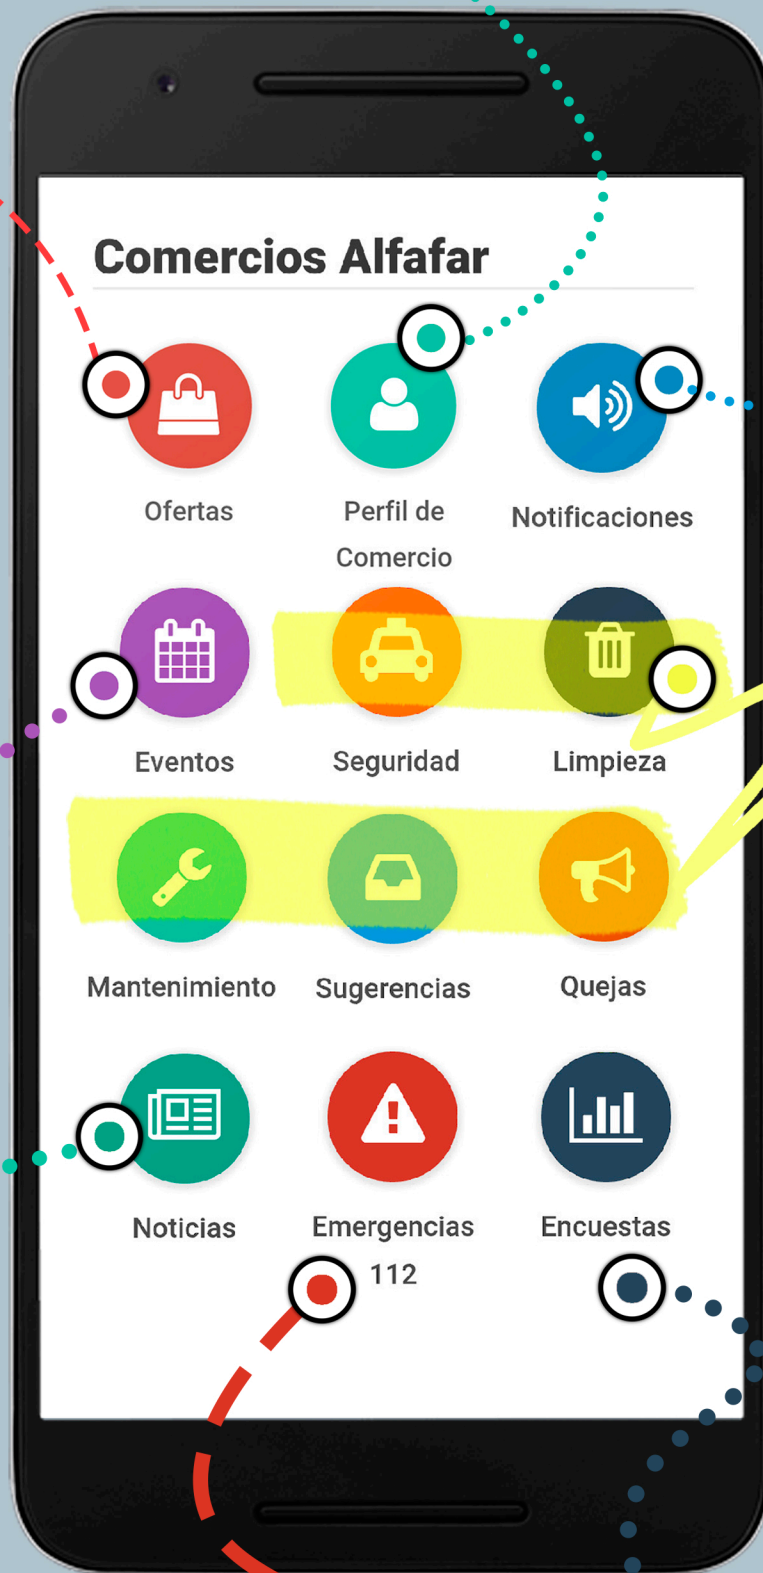 Comercios Alfafar
Ofertas
Perfil de
Comercio
Notificaciones
Eventos
Seguridad
Limpieza
Mantenimiento
Sugerencias
Quejas
Noticias
Emergencias
112
Encuestas